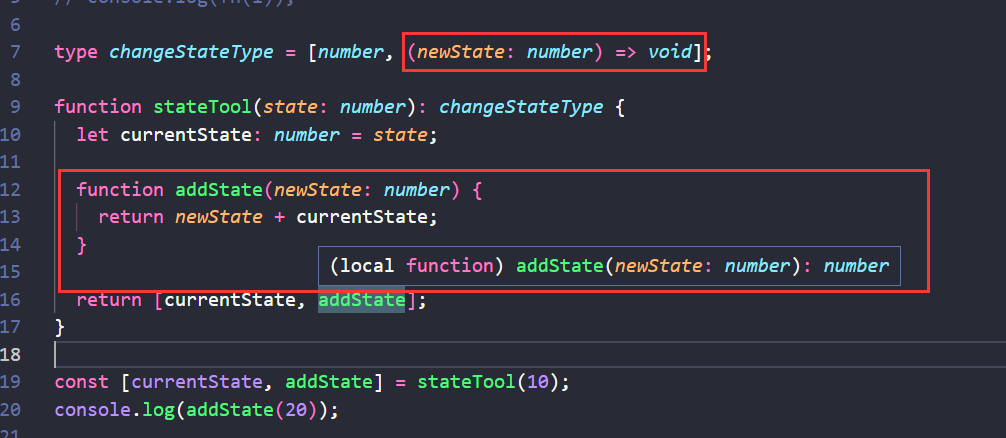 5 // console.log(fn(1));
6
7 type changeStateType = [number, (newState: number) => void];
8
9 function stateTool(state: number): changeStateType {
10 let currentState: number = state;
11
12 function addState(newState: number) {
13 return newState + currentState;
14 }
(local function) addState(newState: number): number
15
16 return [currentState, addState];
17 }
18
19 const [currentState, addState] = stateTool(10);
20 console.log(addState(20));
21